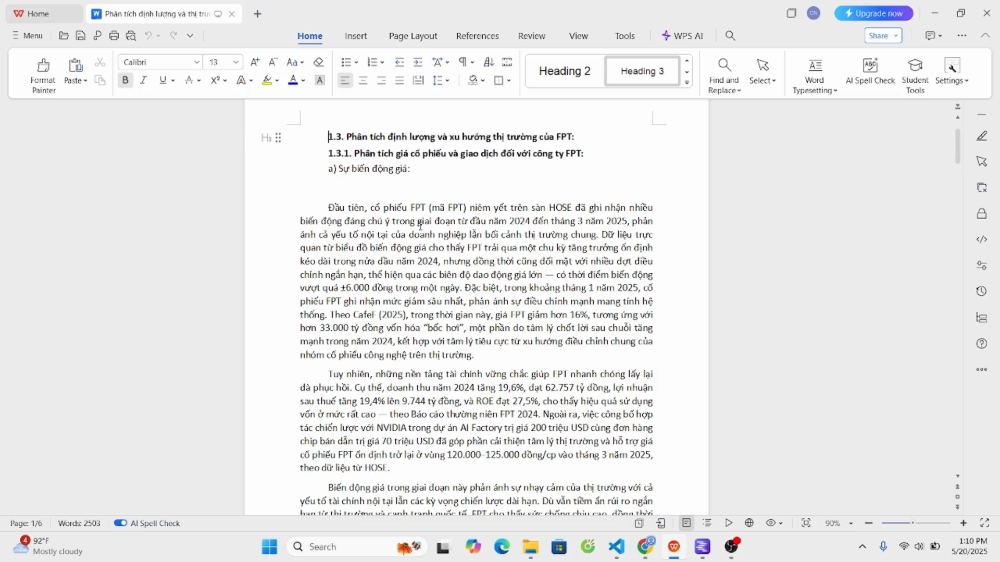 Home
Phân tích định lượng và thị trư
CN
Upgrade now
Menu
Home
Insert
Page Layout
References
Review
View
Tools
WPS AI
Share
Format Painter
Paste
Calibri
13
Heading 2
Heading 3
Find and Replace
Select
Word Typesetting
AI Spell Check
Student Tools
Settings
1.3. Phân tích định lượng và xu hướng thị trường của FPT:
1.3.1. Phân tích giá cổ phiếu và giao dịch đối với công ty FPT:
a) Sự biến động giá:
Đầu tiên, cổ phiếu FPT (mã FPT) niêm yết trên sàn HOSE đã ghi nhận nhiều
biến động đáng chú ý trong giai đoạn từ đầu năm 2024 đến tháng 3 năm 2025, phản
ánh cả yếu tố nội tại của doanh nghiệp lẫn bối cảnh thị trường chung. Dữ liệu trực
quan từ biểu đồ biến động giá cho thấy FPT trải qua một chu kỳ tăng trưởng ổn định
kéo dài trong nửa đầu năm 2024, nhưng đồng thời cũng đối mặt với nhiều đợt điều
chỉnh ngắn hạn, thể hiện qua các biên độ dao động giá lớn — có thời điểm biến động
vượt quá ±6.000 đồng trong một ngày. Đặc biệt, trong khoảng tháng 1 năm 2025, cổ
phiếu FPT ghi nhận mức giảm sâu nhất, phản ánh sự điều chỉnh mạnh mang tính hệ
thống. Theo CafeF (2025), trong thời gian này, giá FPT giảm hơn 16%, tương ứng với
hơn 33.000 tỷ đồng vốn hóa “bốc hơi”, một phần do tâm lý chốt lời sau chuỗi tăng
mạnh trong năm 2024, kết hợp với tâm lý tiêu cực từ xu hướng điều chỉnh chung của
nhóm cổ phiếu công nghệ trên thị trường.
Tuy nhiên, những nền tảng tài chính vững chắc giúp FPT nhanh chóng lấy lại
đà phục hồi. Cụ thể, doanh thu năm 2024 tăng 19,6%, đạt 62.757 tỷ đồng, lợi nhuận
sau thuế tăng 19,4% lên 9.744 tỷ đồng, và ROE đạt 27,5%, cho thấy hiệu quả sử dụng
vốn ở mức rất cao — theo Báo cáo thường niên FPT 2024. Ngoài ra, việc công bố hợp
tác chiến lược với NVIDIA trong dự án AI Factory trị giá 200 triệu USD cùng đơn hàng
chip bán dẫn trị giá 70 triệu USD đã góp phần cải thiện tâm lý thị trường và hỗ trợ giá
cổ phiếu FPT ổn định trở lại ở vùng 120.000–125.000 đồng/cp vào tháng 3 năm 2025,
theo dữ liệu từ HOSE.
Biến động giá trong giai đoạn này phản ánh sự nhạy cảm của thị trường với cả
yếu tố tài chính nội tại lẫn các kỳ vọng chiến lược dài hạn. Dù vẫn tiềm ẩn rủi ro ngắn
hạn từ thị trường và cạnh tranh quốc tế, FPT cho thấy sức chống chịu cao, đồng thời
Page: 1/6
Words: 2503
AI Spell Check
90%
4
92°F
Mostly cloudy
Search
1:10 PM
5/20/2025